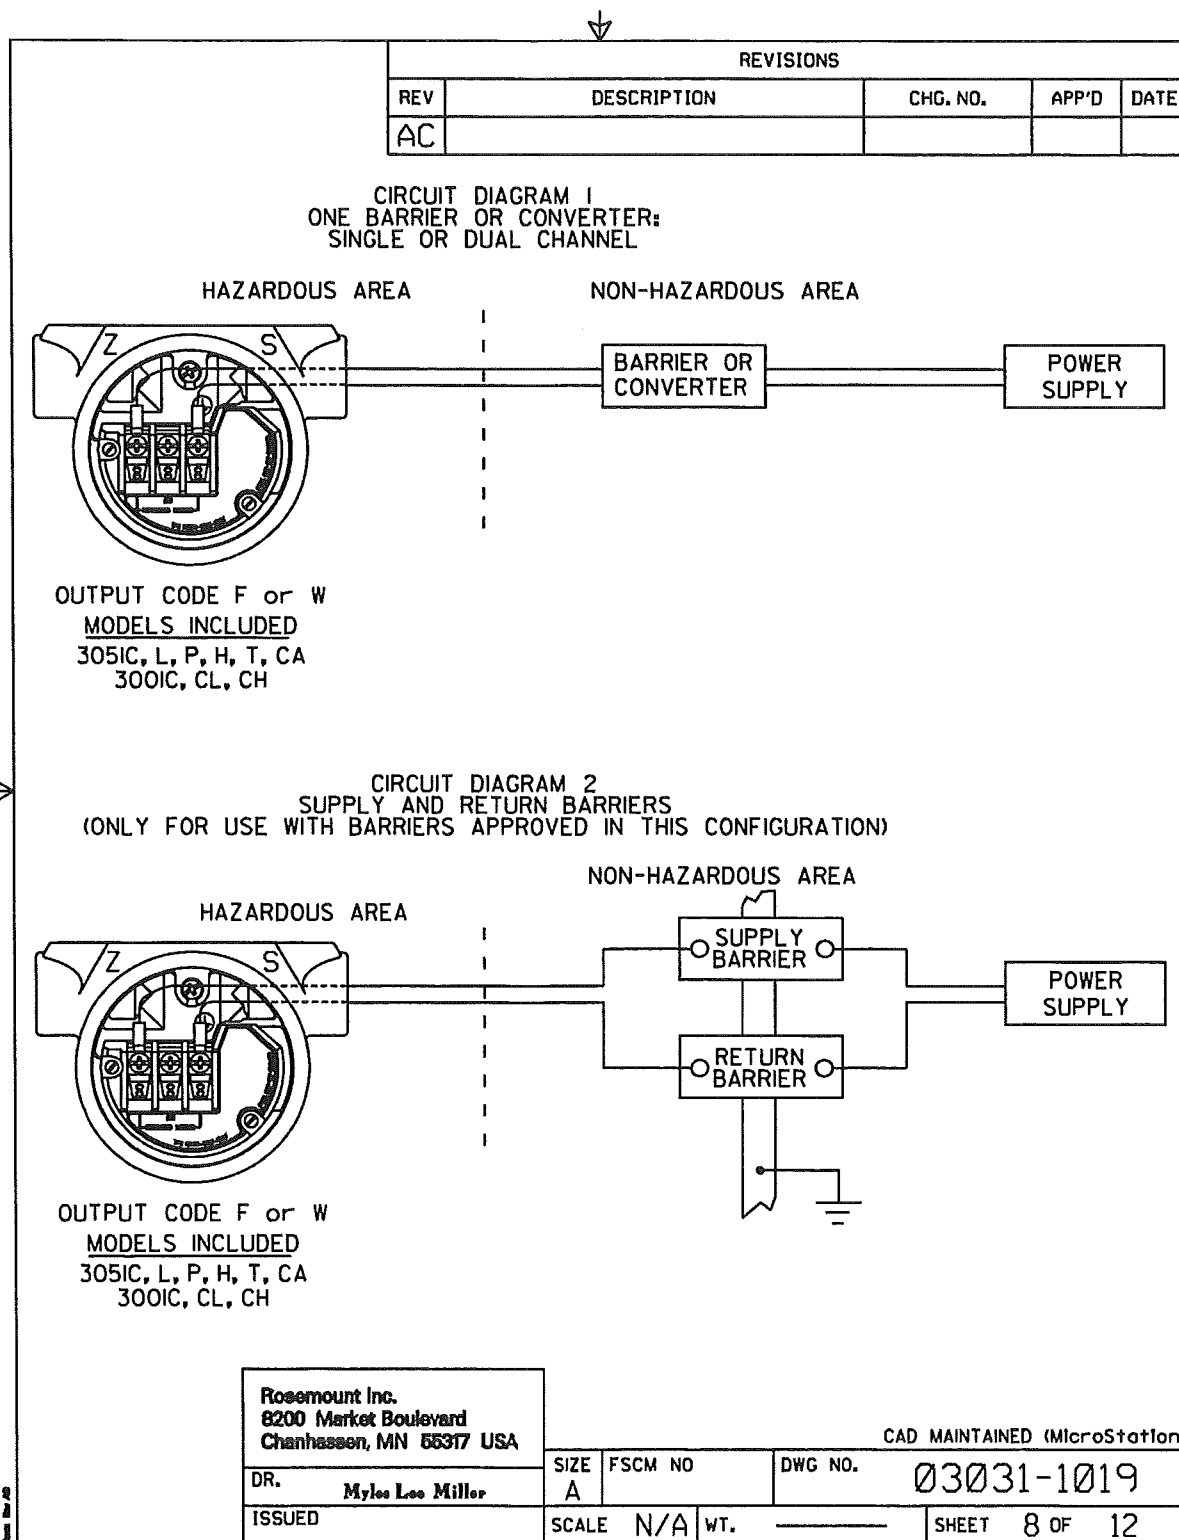 REVISIONS
REV DESCRIPTION CHG. NO. APP'D DATE
AC
CIRCUIT DIAGRAM 1
ONE BARRIER OR CONVERTER:
SINGLE OR DUAL CHANNEL
HAZARDOUS AREA
NON-HAZARDOUS AREA
Z S
BARRIER OR
CONVERTER
POWER
SUPPLY
OUTPUT CODE F or W
MODELS INCLUDED
3051C, L, P, H, T, CA
3001C, CL, CH
CIRCUIT DIAGRAM 2
SUPPLY AND RETURN BARRIERS
(ONLY FOR USE WITH BARRIERS APPROVED IN THIS CONFIGURATION)
NON-HAZARDOUS AREA
HAZARDOUS AREA
Z S
SUPPLY
BARRIER
POWER
SUPPLY
RETURN
BARRIER
OUTPUT CODE F or W
MODELS INCLUDED
3051C, L, P, H, T, CA
3001C, CL, CH
Rosemount Inc.
8200 Market Boulevard
Chanhassen, MN 55317 USA
CAD MAINTAINED (MicroStation
DR. Myles Lee Miller
SIZE A FSCM NO DWG NO. 03031-1019
ISSUED
SCALE N/A WT. SHEET 8 OF 12